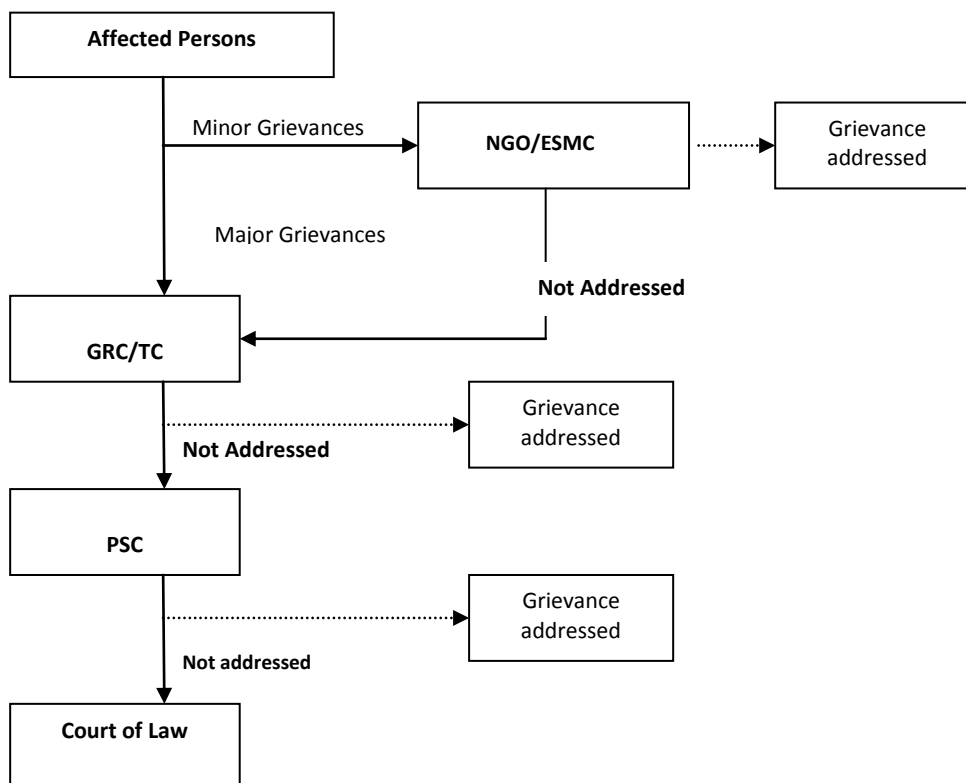 Affected Persons
Minor Grievances
NGO/ESMC
Grievance
addressed
Major Grievances
Not Addressed
GRC/TC
Grievance
addressed
Not Addressed
PSC
Grievance
addressed
Not addressed
Court of Law